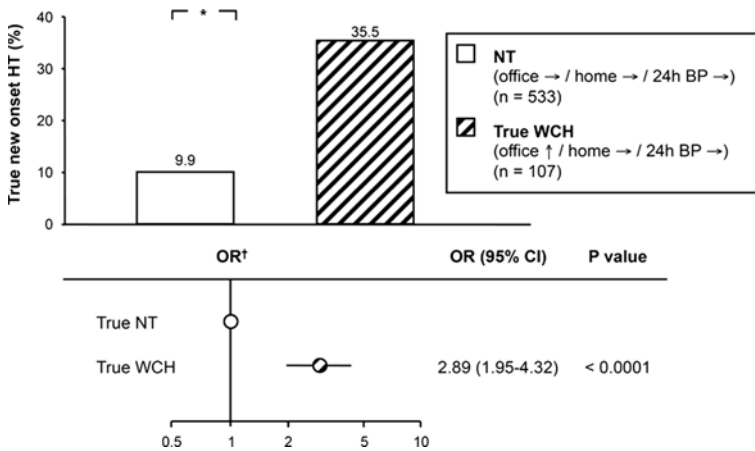 True new onset HT (%)
40
30
20
10
0
*
9.9
35.5
NT
(office → / home → / 24h BP →)
(n = 533)
True WCH
(office ↑ / home → / 24h BP →)
(n = 107)
OR† OR (95% CI) P value
True NT
True WCH 2.89 (1.95-4.32) < 0.0001
0.5 1 2 5 10